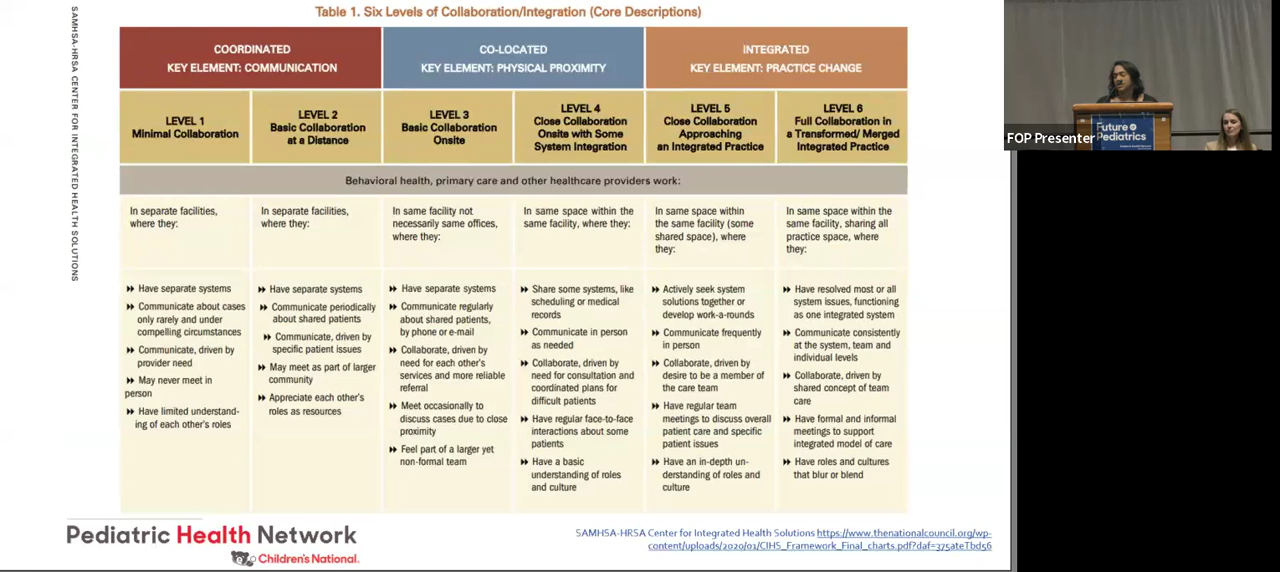 SAMHSA-HRSA CENTER FOR INTEGRATED HEALTH SOLUTIONS
Table 1. Six Levels of Collaboration/Integration (Core Descriptions)
COORDINATED
KEY ELEMENT: COMMUNICATION
CO-LOCATED
KEY ELEMENT: PHYSICAL PROXIMITY
INTEGRATED
KEY ELEMENT: PRACTICE CHANGE
LEVEL 1
Minimal Collaboration
LEVEL 2
Basic Collaboration
at a Distance
LEVEL 3
Basic Collaboration
Onsite
LEVEL 4
Close Collaboration
Onsite with Some
System Integration
LEVEL 5
Close Collaboration
Approaching
an Integrated Practice
LEVEL 6
Full Collaboration in
a Transformed/ Merged
Integrated Practice
Behavioral health, primary care and other healthcare providers work:
In separate facilities,
where they:
In separate facilities,
where they:
In same facility not
necessarily same offices,
where they:
In same space within the
same facility, where they:
In same space within
the same facility (some
shared space), where
they:
In same space within the
same facility, sharing all
practice space, where
they:
Have separate systems
Communicate about cases
only rarely and under
compelling circumstances
Communicate, driven by
provider need
May never meet in
person
Have limited understand-
ing of each other's roles
Have separate systems
Communicate periodically
about shared patients
Communicate, driven by
specific patient issues
May meet as part of larger
community
Appreciate each other's
roles as resources
Have separate systems
Communicate regularly
about shared patients,
by phone or e-mail
Collaborate, driven by
need for each other's
services and more reliable
referral
Meet occasionally to
discuss cases due to close
proximity
Feel part of a larger yet
non-formal team
Share some systems, like
scheduling or medical
records
Communicate in person
as needed
Collaborate, driven by
need for consultation and
coordinated plans for
difficult patients
Have regular face-to-face
interactions about some
patients
Have a basic
understanding of roles
and culture
Actively seek system
solutions together or
develop work-a-rounds
Communicate frequently
in person
Collaborate, driven by
desire to be a member of
the care team
Have regular team
meetings to discuss overall
patient care and specific
patient issues
Have an in-depth un-
derstanding of roles and
culture
Have resolved most or all
system issues, functioning
as one integrated system
Communicate consistently
at the system, team and
individual levels
Collaborate, driven by
shared concept of team
care
Have formal and informal
meetings to support
integrated model of care
Have roles and cultures
that blur or blend
Pediatric Health Network
Children's National.
SAMHSA-HRSA Center for Integrated Health Solutions https://www.thenationalcouncil.org/wp-
content/uploads/2020/01/CIHS_Framework_Final_charts.pdf?daf=375ateTbd56
FOP Presenter
Future of
Pediatrics